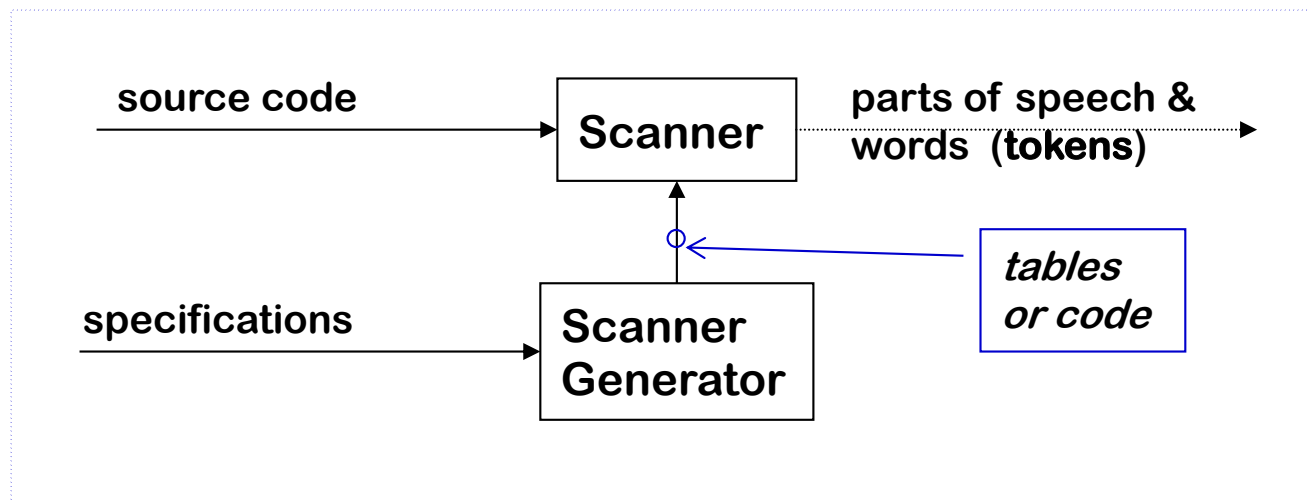 source code
Scanner
parts of speech &
words (tokens)
tables
or code
specifications
Scanner
Generator